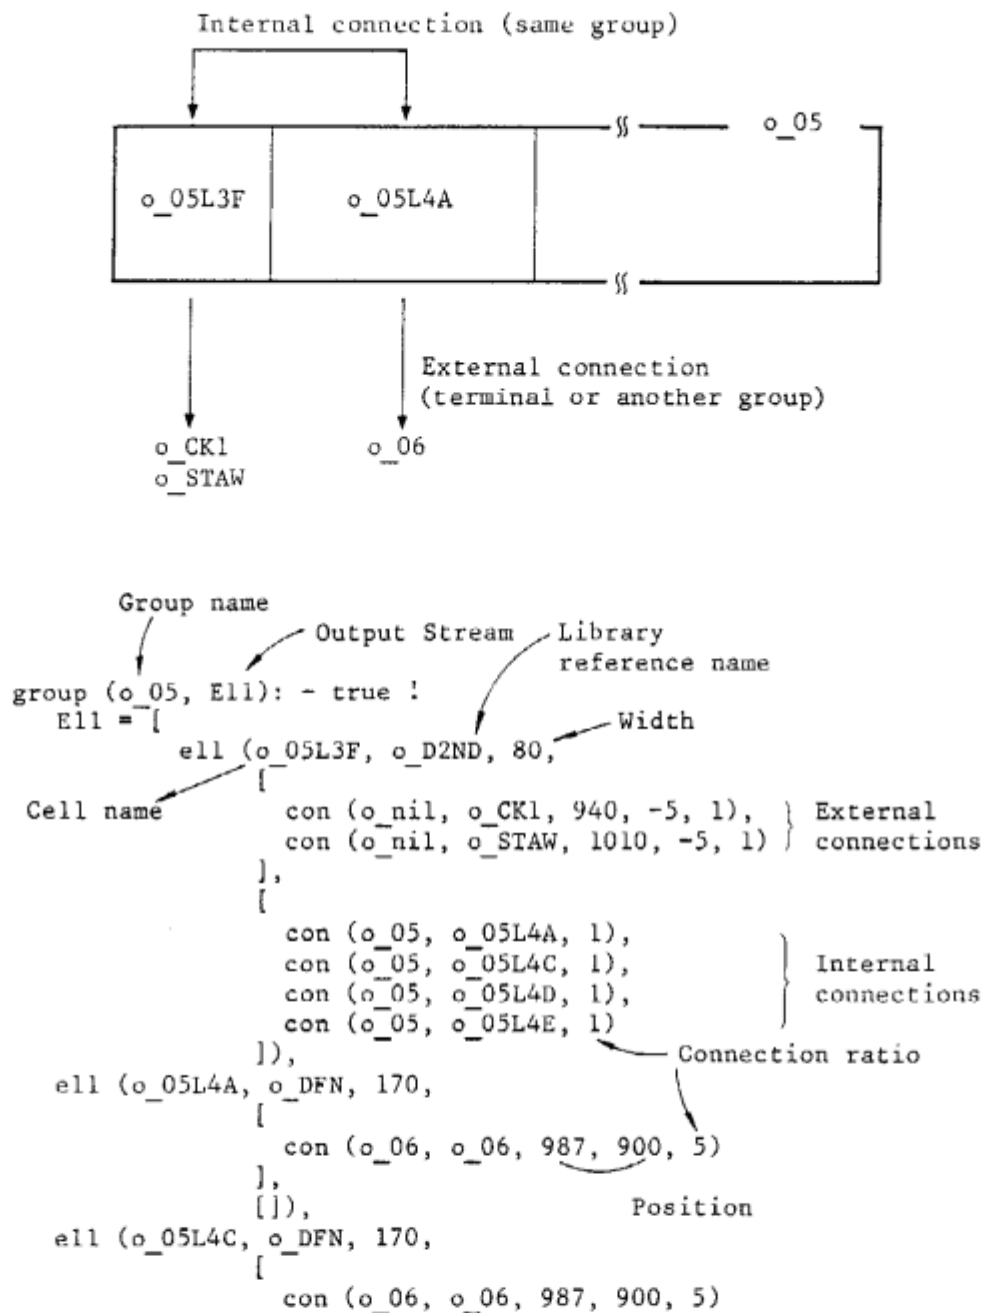 Internal connection (same group)
o_05
o_05L3F o_05L4A
External connection
(terminal or another group)
o_CK1 o_06
o_STAW
Group name
Output Stream
Library
reference name
group (o_05, Ell): - true !
Ell = [
Width
ell (o_05L3F, o_D2ND, 80,
[
Cell name
con (o_nil, o_CK1, 940, -5, 1),
con (o_nil, o_STAW, 1010, -5, 1)
External
connections
],
[
con (o_05, o_05L4A, 1),
con (o_05, o_05L4C, 1),
con (o_05, o_05L4D, 1),
con (o_05, o_05L4E, 1)
Internal
connections
]),
Connection ratio
ell (o_05L4A, o_DFN, 170,
[
con (o_06, o_06, 987, 900, 5)
],
[]),
Position
ell (o_05L4C, o_DFN, 170,
[
con (o_06, o_06, 987, 900, 5)